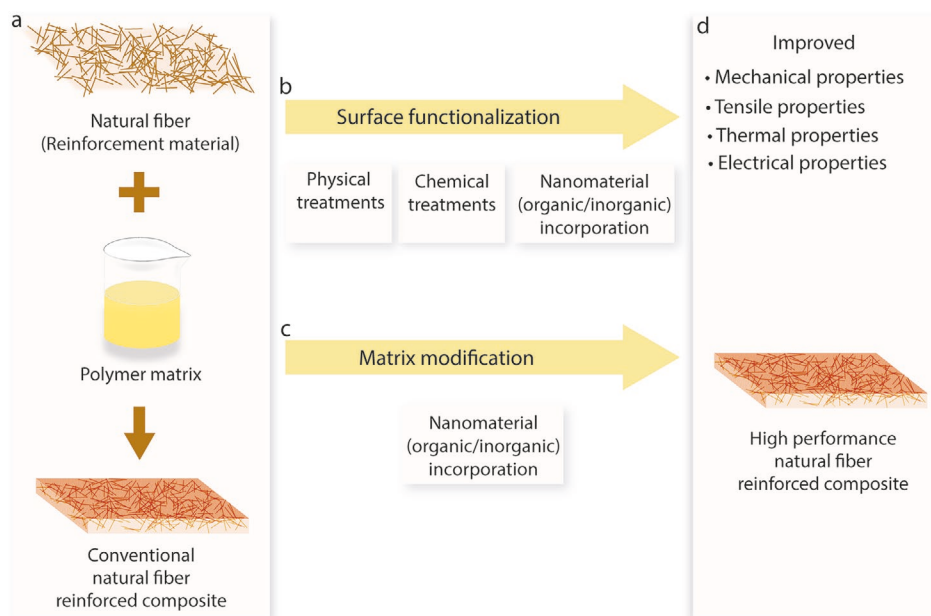 a
Natural fiber
(Reinforcement material)
Polymer matrix
Conventional
natural fiber
reinforced composite
b
Surface functionalization
Physical
treatments
Chemical
treatments
Nanomaterial
(organic/inorganic)
incorporation
c
Matrix modification
Nanomaterial
(organic/inorganic)
incorporation
d
Improved
• Mechanical properties
• Tensile properties
• Thermal properties
• Electrical properties
High performance
natural fiber
reinforced composite